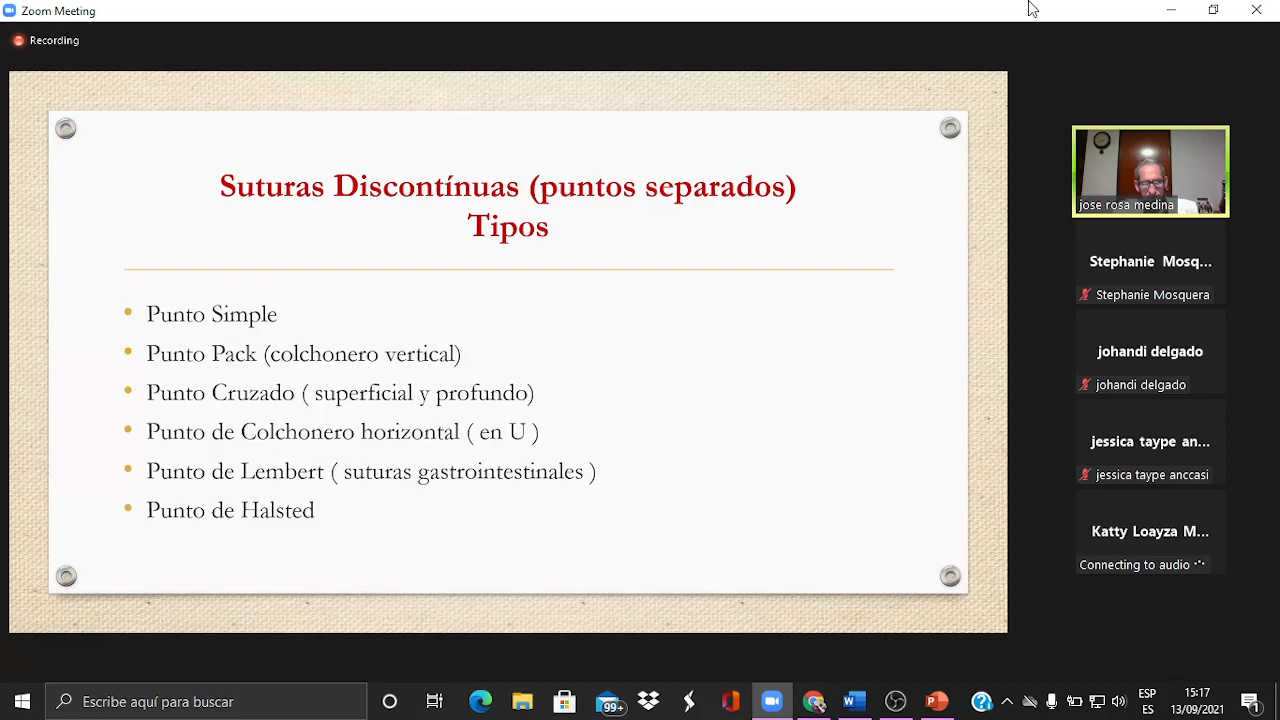 Zoom Meeting
Recording
Suturas Discontínuas (puntos separados)
Tipos
Punto Simple
Punto Pack (colchonero vertical)
Punto Cruzado ( superficial y profundo)
Punto de Colchonero horizontal ( en U )
Punto de Lembert ( suturas gastrointestinales )
Punto de Halsted
jose rosa medina
Stephanie Mosq...
Stephanie Mosquera
johandi delgado
johandi delgado
jessica taype an...
jessica taype anccasi
Katty Loayza M...
Connecting to audio
Escribe aquí para buscar
99+
ESP
ES
15:17
13/09/2021
1